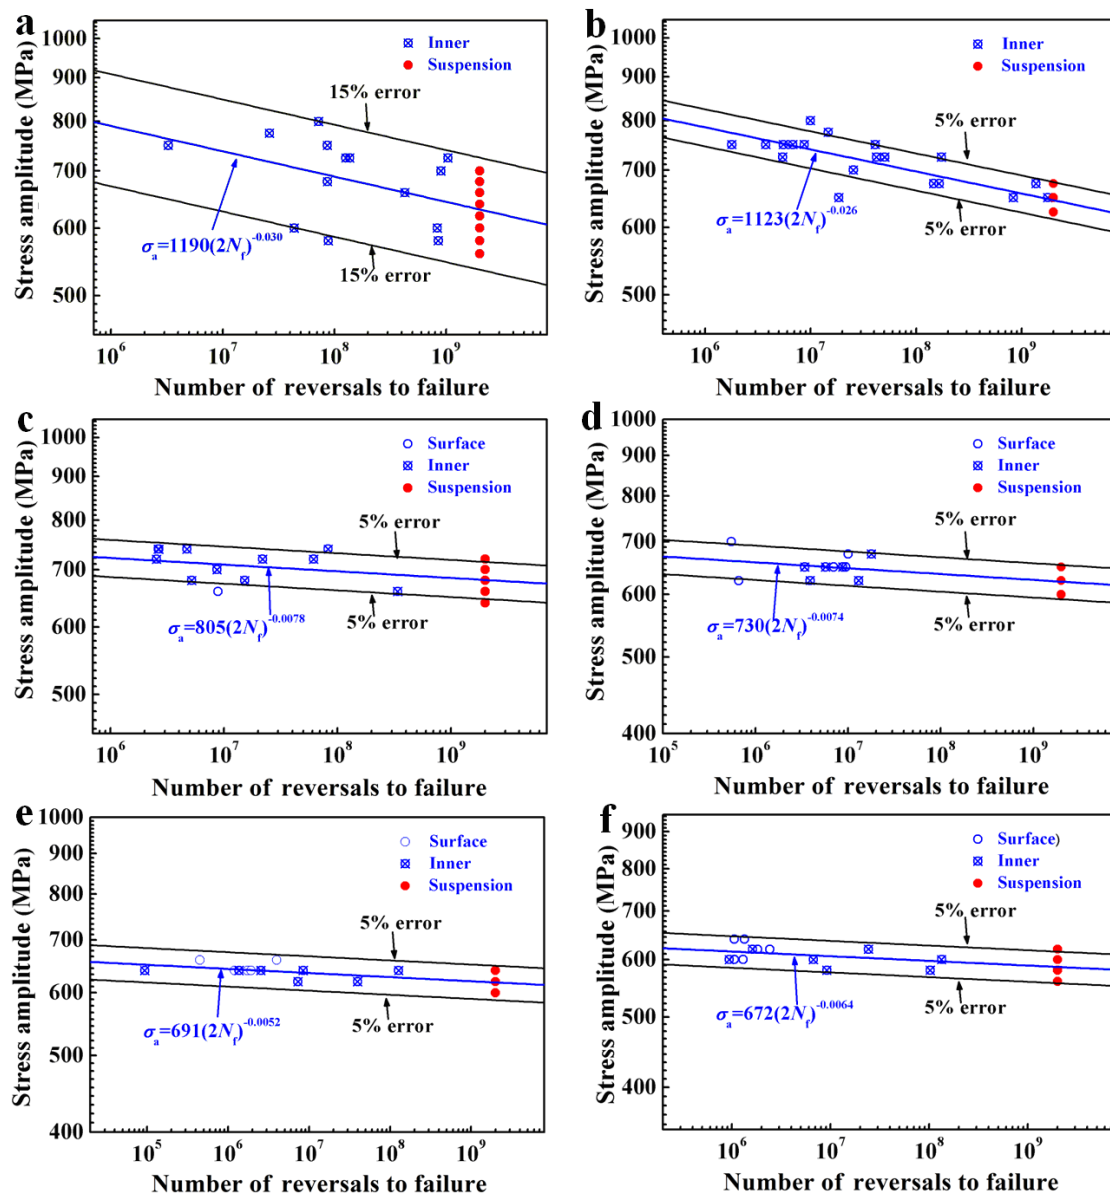 a
1000
900
800
700
600
500
Stress amplitude (MPa)
Inner
Suspension
15% error
σa=1190(2Nf)^-0.030
15% error
10^6 10^7 10^8 10^9
Number of reversals to failure
b
1000
900
800
700
600
500
Stress amplitude (MPa)
Inner
Suspension
5% error
σa=1123(2Nf)^-0.026
5% error
10^6 10^7 10^8 10^9
Number of reversals to failure
c
1000
900
800
700
600
500
Stress amplitude (MPa)
Surface
Inner
Suspension
5% error
σa=805(2Nf)^-0.0078
5% error
10^6 10^7 10^8 10^9
Number of reversals to failure
d
1000
900
800
700
600
500
400
Stress amplitude (MPa)
Surface
Inner
Suspension
5% error
σa=730(2Nf)^-0.0074
5% error
10^5 10^6 10^7 10^8 10^9
Number of reversals to failure
e
1000
900
800
700
600
500
400
Stress amplitude (MPa)
Surface
Inner
Suspension
5% error
σa=691(2Nf)^-0.0052
5% error
10^5 10^6 10^7 10^8 10^9
Number of reversals to failure
f
900
800
700
600
500
400
Stress amplitude (MPa)
Surface)
Inner
Suspension
5% error
σa=672(2Nf)^-0.0064
5% error
10^6 10^7 10^8 10^9
Number of reversals to failure